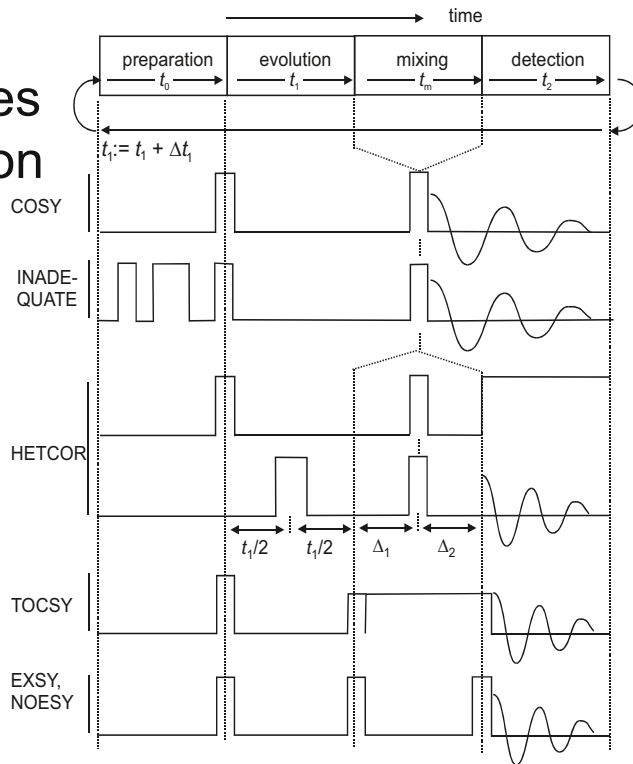 time
preparation evolution mixing detection
t₀ t₁ tₘ t₂
es
t₁:= t₁ + Δt₁
on
COSY
INADE-
QUATE
HETCOR
t₁/2 t₁/2 Δ₁ Δ₂
TOCSY
EXSY,
NOESY